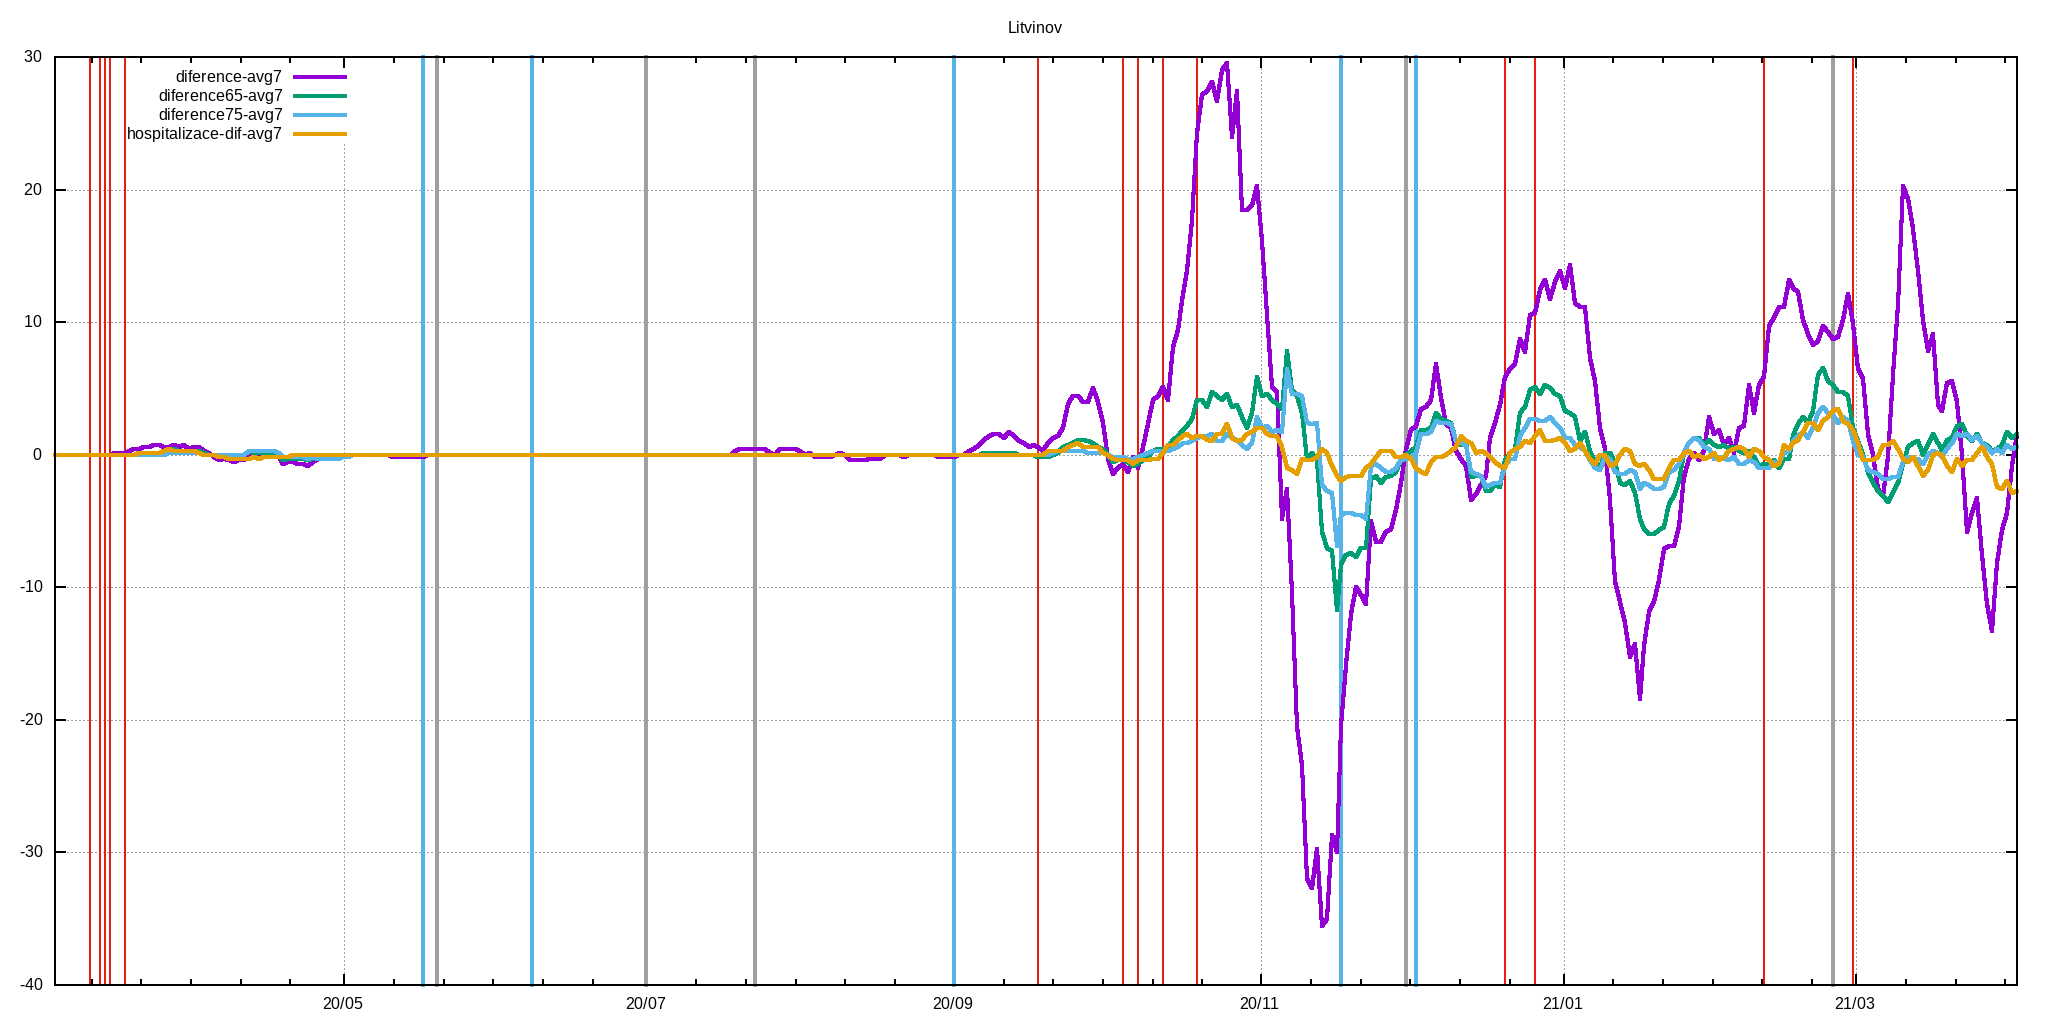 Litvinov
30
diference-avg7
diference65-avg7
diference75-avg7
hospitalizace-dif-avg7
20
10
0
-10
-20
-30
-40
20/05 20/07 20/09 20/11 21/01 21/03